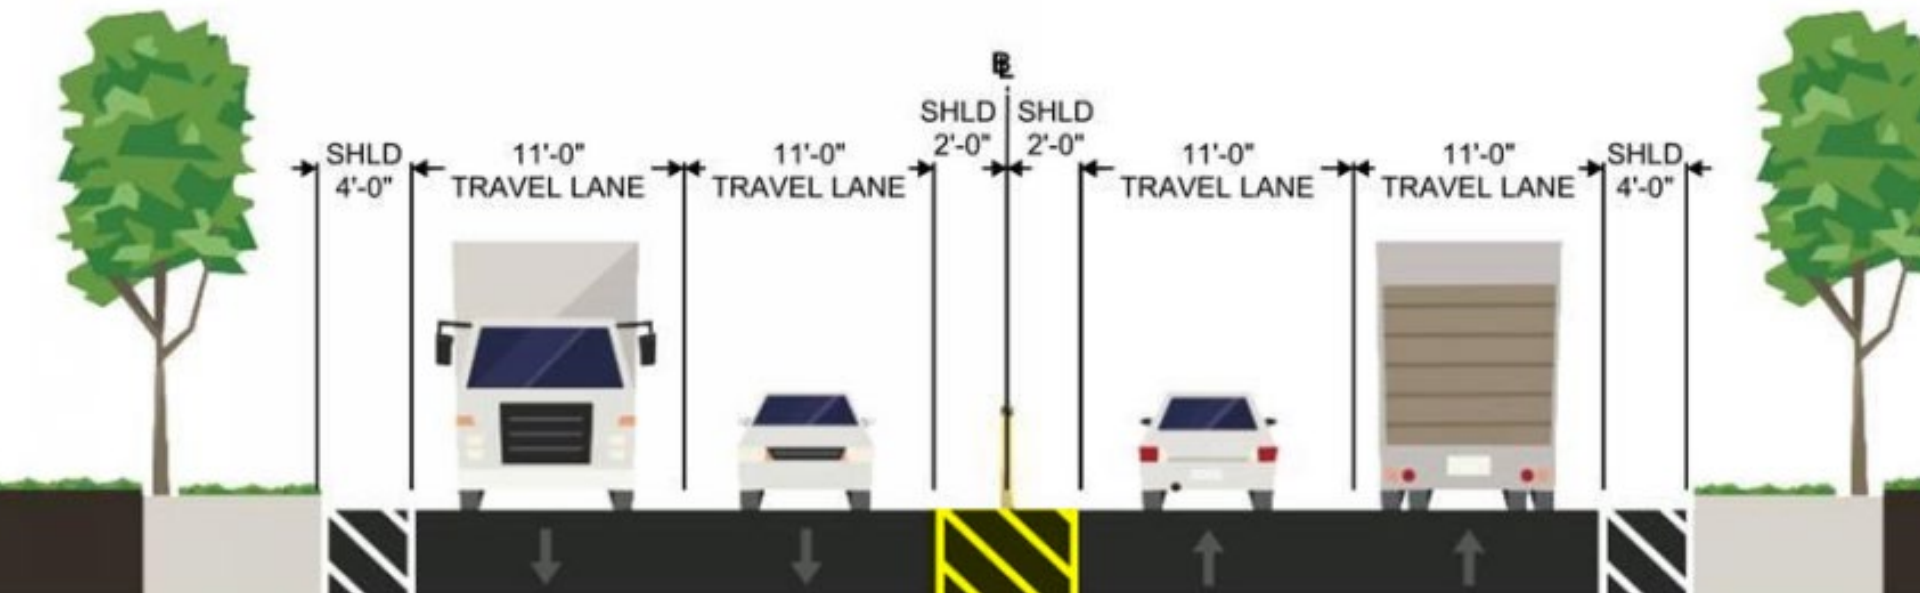 ℄
SHLD
2'-0"
SHLD
2'-0"
SHLD
4'-0"
11'-0"
TRAVEL LANE
11'-0"
TRAVEL LANE
11'-0"
TRAVEL LANE
11'-0"
TRAVEL LANE
SHLD
4'-0"